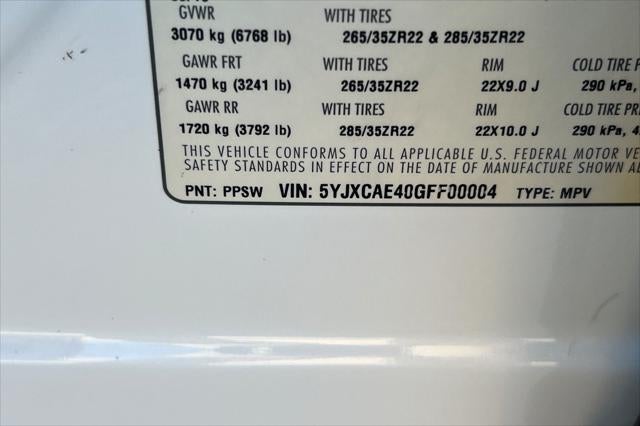 GVWR WITH TIRES
3070 kg (6768 lb) 265/35ZR22 & 285/35ZR22
GAWR FRT WITH TIRES RIM COLD TIRE
1470 kg (3241 lb) 265/35ZR22 22X9.0 J 290 kPa,
GAWR RR WITH TIRES RIM COLD TIRE
1720 kg (3792 lb) 285/35ZR22 22X10.0 J 290 kPa,
THIS VEHICLE CONFORMS TO ALL APPLICABLE U.S. FEDERAL MOTOR
SAFETY STANDARDS IN EFFECT ON THE DATE OF MANUFACTURE SHOWN
PNT: PPSW VIN: 5YJXCAE40GFF00004 TYPE: MPV